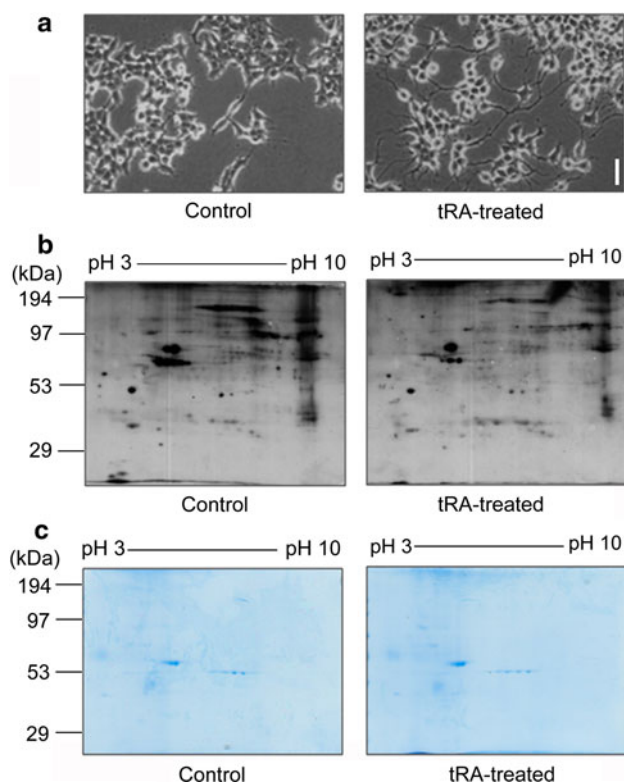 a
Control
tRA-treated
b
(kDa)
pH 3
pH 10
pH 3
pH 10
194
97
53
29
Control
tRA-treated
c
(kDa)
pH 3
pH 10
pH 3
pH 10
194
97
53
29
Control
tRA-treated